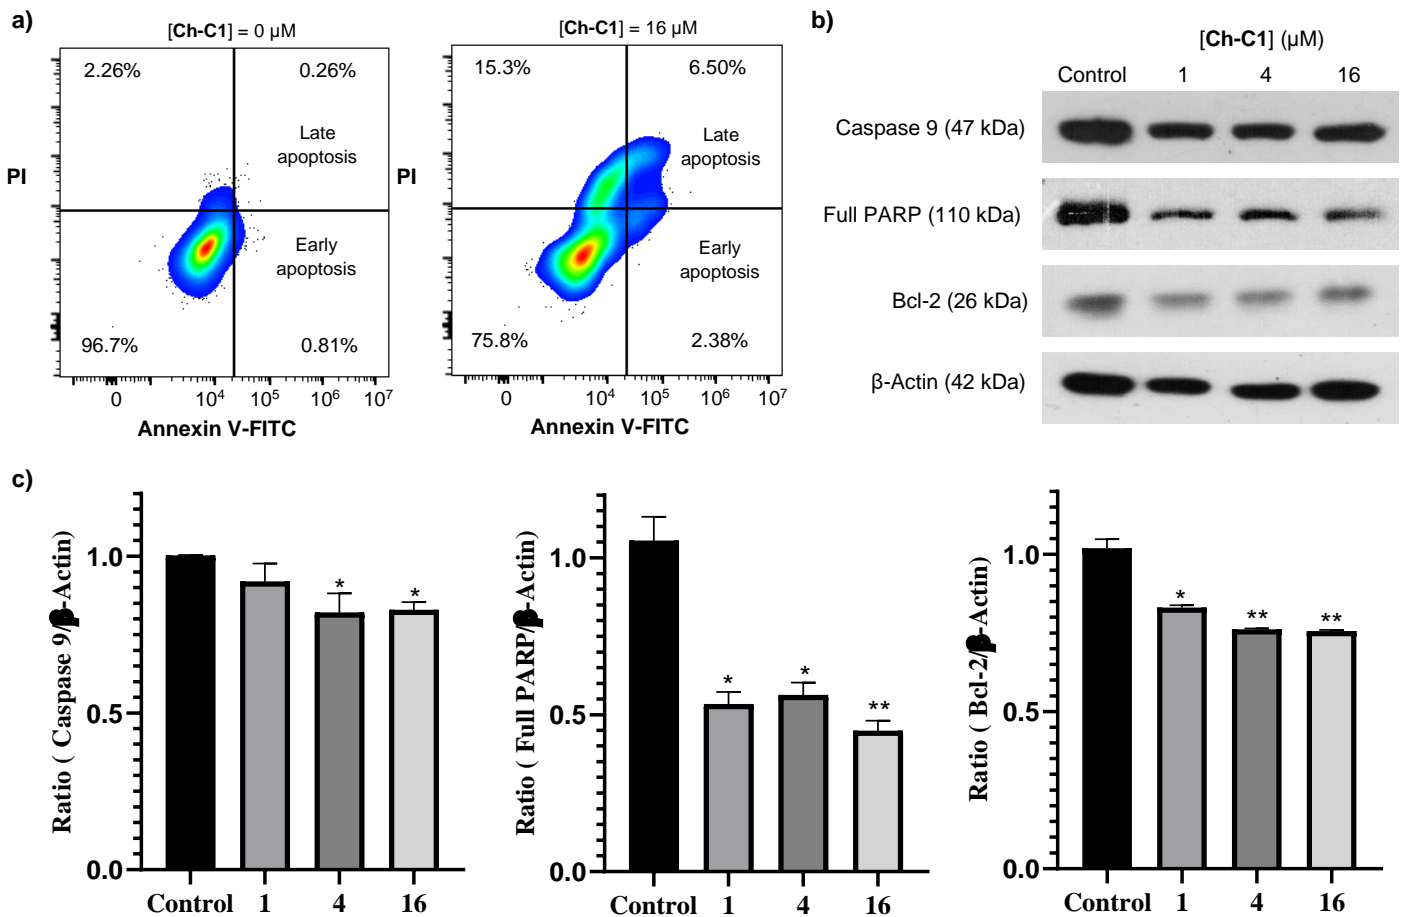 a)
[Ch-C1] = 0 µM
2.26%
0.26%
Late
apoptosis
PI
Early
apoptosis
96.7%
0.81%
0 10⁴ 10⁵ 10⁶ 10⁷
Annexin V-FITC
[Ch-C1] = 16 µM
15.3%
6.50%
Late
apoptosis
PI
Early
apoptosis
75.8%
2.38%
0 10⁴ 10⁵ 10⁶ 10⁷
Annexin V-FITC
b)
[Ch-C1] (µM)
Control 1 4 16
Caspase 9 (47 kDa)
Full PARP (110 kDa)
Bcl-2 (26 kDa)
β-Actin (42 kDa)
c)
Ratio ( (Caspase 9/β-Actin)
1.0
0.5
0.0
*
*
Control 1 4 16
Ratio ( Full PARP/β-Actin)
1.0
0.5
0.0
*
*
**
Control 1 4 16
Ratio ( Bcl-2/β-Actin)
1.0
0.5
0.0
*
**
**
Control 1 4 16